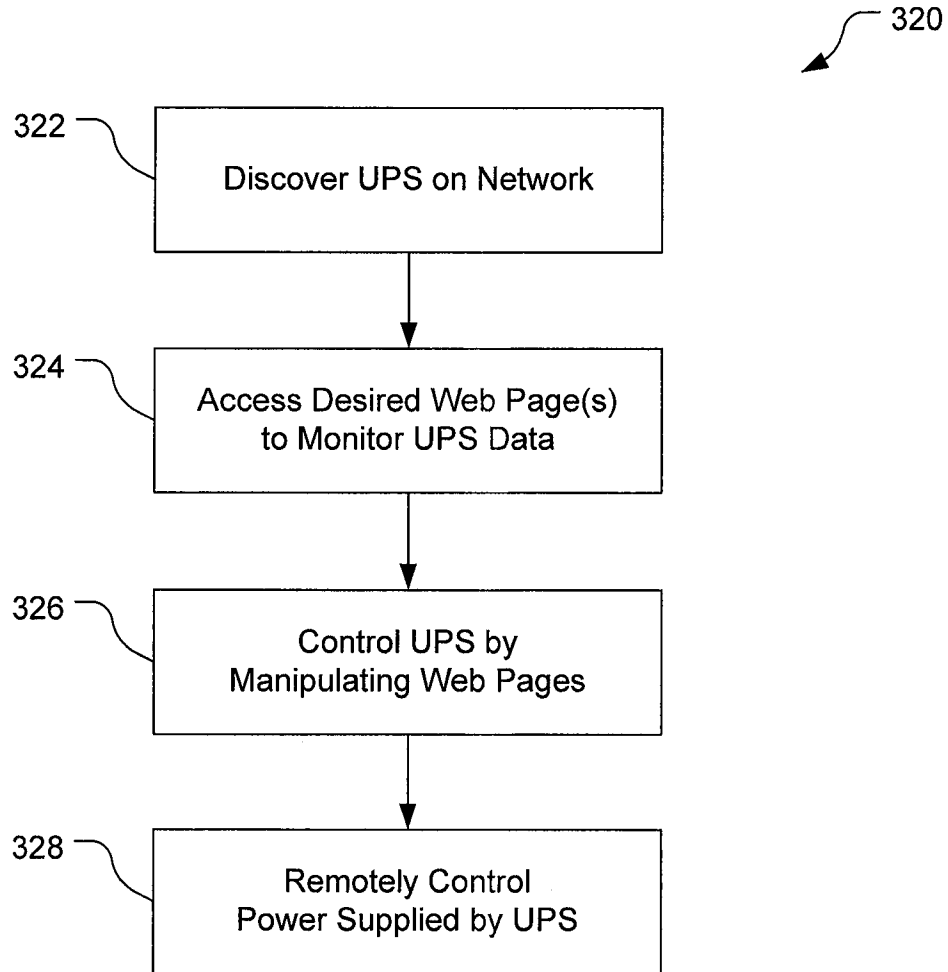 320
322
Discover UPS on Network
324
Access Desired Web Page(s)
to Monitor UPS Data
326
Control UPS by
Manipulating Web Pages
328
Remotely Control
Power Supplied by UPS